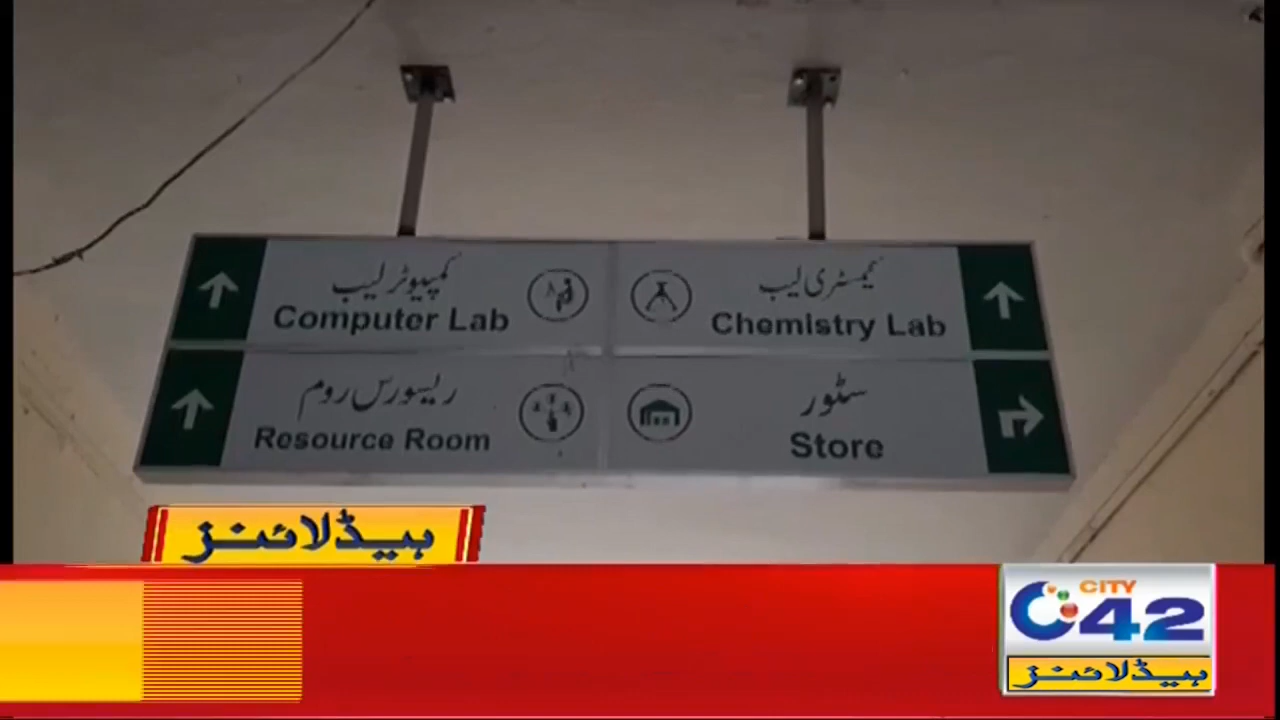 کمپیوٹر لیب
Computer Lab
کیمسٹری لیب
Chemistry Lab
ریسورس روم
Resource Room
سٹور
Store
ہیڈلائنز
CITY
42
ہیڈلائنز